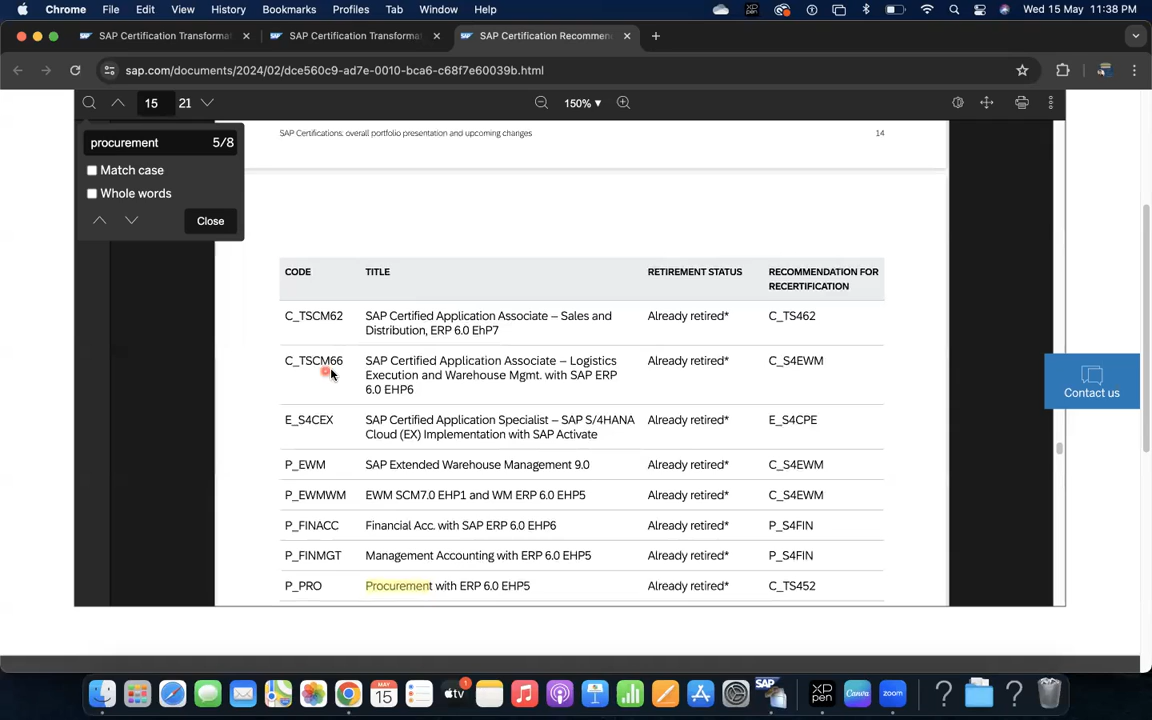 Chrome File Edit View History Bookmarks Profiles Tab Window Help Wed 15 May 11:38 PM
SAP Certification Transformat SAP Certification Transformat SAP Certification Recommen
sap.com/documents/2024/02/dce560c9-ad7e-0010-bca6-c68f7e60039b.html
15 21 150%
procurement 5/8
Match case
Whole words
Close
SAP Certifications: overall portfolio presentation and upcoming changes 14
CODE TITLE RETIREMENT STATUS RECOMMENDATION FOR
RECERTIFICATION
C_TSCM62 SAP Certified Application Associate – Sales and Already retired* C_TS462
Distribution, ERP 6.0 EhP7
C_TSCM66 SAP Certified Application Associate – Logistics Already retired* C_S4EWM
Execution and Warehouse Mgmt. with SAP ERP
6.0 EHP6
E_S4CEX SAP Certified Application Specialist – SAP S/4HANA Already retired* E_S4CPE
Cloud (EX) Implementation with SAP Activate
P_EWM SAP Extended Warehouse Management 9.0 Already retired* C_S4EWM
P_EWMWM EWM SCM7.0 EHP1 and WM ERP 6.0 EHP5 Already retired* C_S4EWM
P_FINACC Financial Acc. with SAP ERP 6.0 EHP6 Already retired* P_S4FIN
P_FINMGT Management Accounting with ERP 6.0 EHP5 Already retired* P_S4FIN
P_PRO Procurement with ERP 6.0 EHP5 Already retired* C_TS452
Contact us
MAY
15
tv
1
SAP
XP
PEN
Canva
zoom